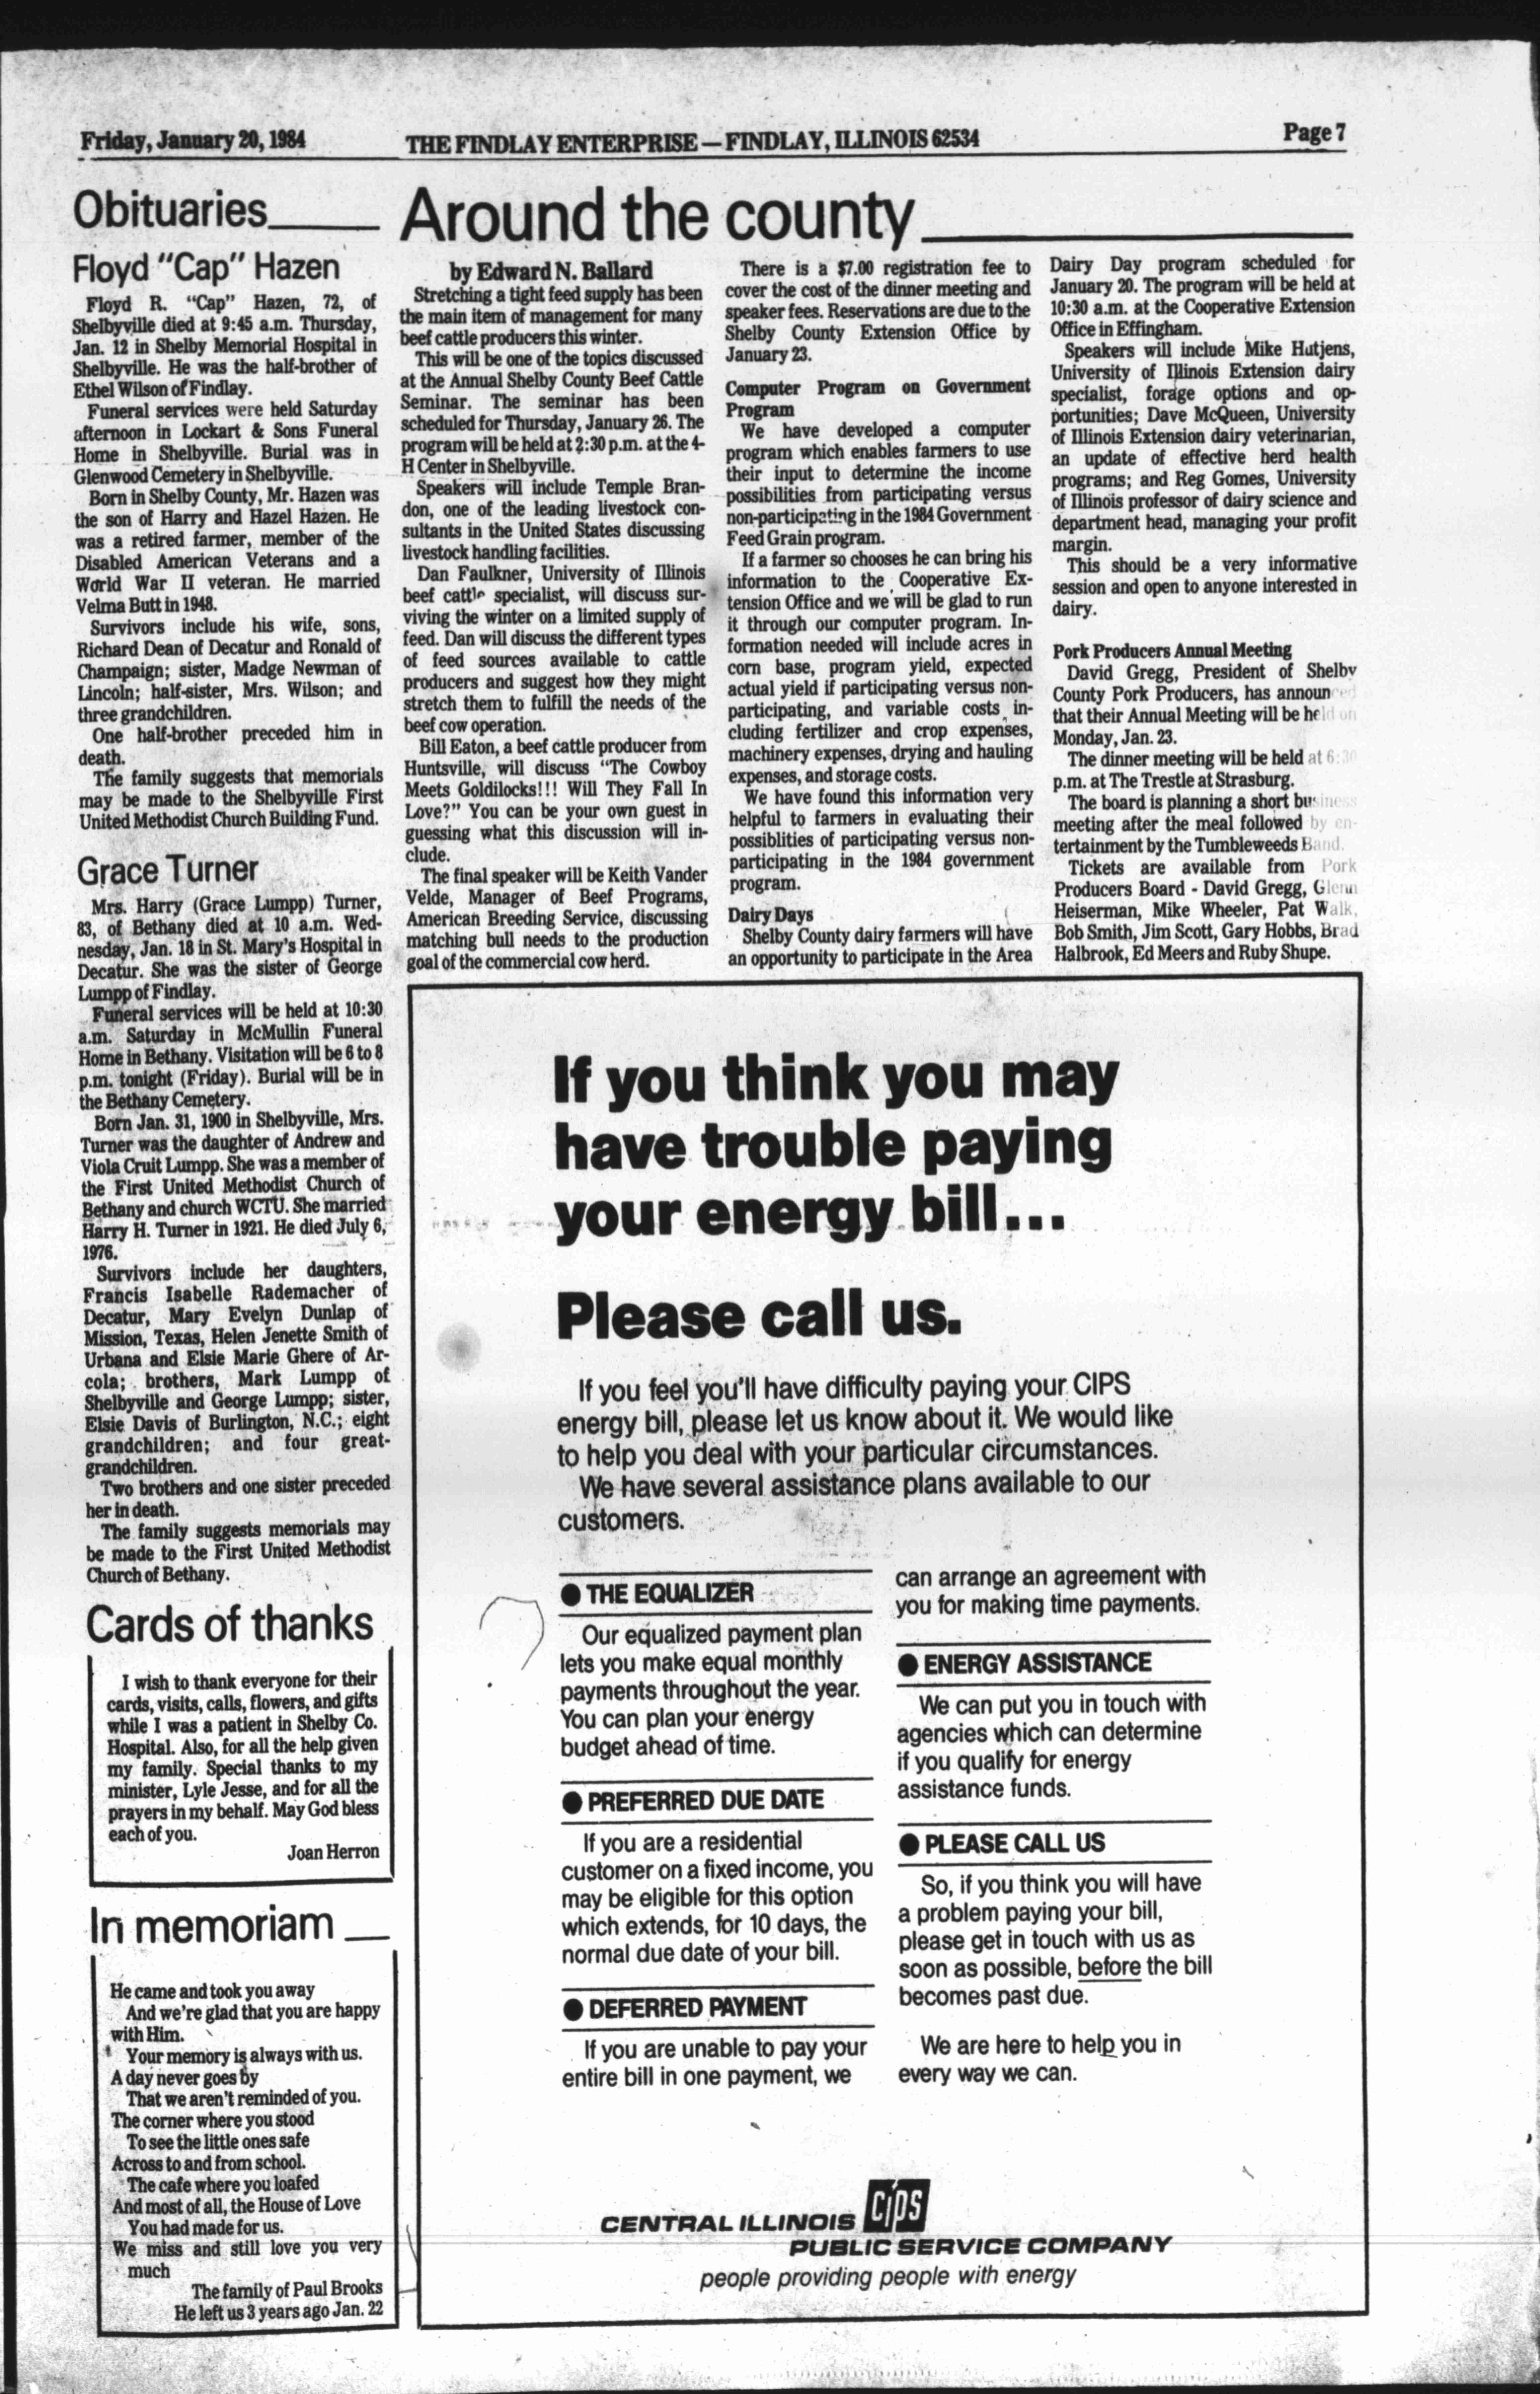 Friday, January 20, 1984
THE FINDLAY ENTERPRISE — FINDLAY, ILLINOIS 62534
Page 7
Obituaries
Floyd "Cap" Hazen
Floyd R. "Cap" Hazen, 72, of
Shelbyville died at 9:45 a.m. Thursday,
Jan. 12 in Shelby Memorial Hospital in
Shelbyville. He was the half-brother of
Ethel Wilson of Findlay.
Funeral services were held Saturday
afternoon in Lockart & Sons Funeral
Home in Shelbyville. Burial was in
Glenwood Cemetery in Shelbyville.
Born in Shelby County, Mr. Hazen was
the son of Harry and Hazel Hazen. He
was a retired farmer, member of the
Disabled American Veterans and a
World War II veteran. He married
Velma Butt in 1948.
Survivors include his wife, sons,
Richard Dean of Decatur and Ronald of
Champaign; sister, Madge Newman of
Lincoln; half-sister, Mrs. Wilson; and
three grandchildren.
One half-brother preceded him in
death.
The family suggests that memorials
may be made to the Shelbyville First
United Methodist Church Building Fund.
Grace Turner
Mrs. Harry (Grace Lumpp) Turner,
83, of Bethany died at 10 a.m. Wed-
nesday, Jan. 18 in St. Mary's Hospital in
Decatur. She was the sister of George
Lumpp of Findlay.
Funeral services will be held at 10:30
a.m. Saturday in McMullin Funeral
Home in Bethany. Visitation will be 6 to 8
p.m. tonight (Friday). Burial will be in
the Bethany Cemetery.
Born Jan. 31, 1900 in Shelbyville, Mrs.
Turner was the daughter of Andrew and
Viola Cruit Lumpp. She was a member of
the First United Methodist Church of
Bethany and church WCTU. She married
Harry H. Turner in 1921. He died July 6,
1976.
Survivors include her daughters,
Francis Isabelle Rademacher of
Decatur, Mary Evelyn Dunlap of
Mission, Texas, Helen Jenette Smith of
Urbana and Elsie Marie Ghere of Ar-
cola; brothers, Mark Lumpp of
Shelbyville and George Lumpp; sister,
Elsie Davis of Burlington, N.C.; eight
grandchildren; and four great-
grandchildren.
Two brothers and one sister preceded
her in death.
The family suggests memorials may
be made to the First United Methodist
Church of Bethany.
Cards of thanks
I wish to thank everyone for their
cards, visits, calls, flowers, and gifts
while I was a patient in Shelby Co.
Hospital. Also, for all the help given
my family. Special thanks to my
minister, Lyle Jesse, and for all the
prayers in my behalf. May God bless
each of you.
Joan Herron
In memoriam
He came and took you away
And we're glad that you are happy
with Him.
Your memory is always with us.
A day never goes by
That we aren't reminded of you.
The corner where you stood
To see the little ones safe
Across to and from school.
The cafe where you loafed
And most of all, the House of Love
You had made for us.
We miss and still love you very
much
The family of Paul Brooks
He left us 3 years ago Jan. 22
Around the county
by Edward N. Ballard
Stretching a tight feed supply has been
the main item of management for many
beef cattle producers this winter.
This will be one of the topics discussed
at the Annual Shelby County Beef Cattle
Seminar. The seminar has been
scheduled for Thursday, January 26. The
program will be held at 2:30 p.m. at the 4-
H Center in Shelbyville.
Speakers will include Temple Bran-
don, one of the leading livestock con-
sultants in the United States discussing
livestock handling facilities.
Dan Faulkner, University of Illinois
beef cattle specialist, will discuss sur-
viving the winter on a limited supply of
feed. Dan will discuss the different types
of feed sources available to cattle
producers and suggest how they might
stretch them to fulfill the needs of the
beef cow operation.
Bill Eaton, a beef cattle producer from
Huntsville, will discuss "The Cowboy
Meets Goldilocks!!! Will They Fall In
Love?" You can be your own guest in
guessing what this discussion will in-
clude.
The final speaker will be Keith Vander
Velde, Manager of Beef Programs,
American Breeding Service, discussing
matching bull needs to the production
goal of the commercial cow herd.
There is a $7.00 registration fee to
cover the cost of the dinner meeting and
speaker fees. Reservations are due to the
Shelby County Extension Office by
January 23.
Computer Program on Government
Program
We have developed a computer
program which enables farmers to use
their input to determine the income
possibilities from participating versus
non-participating in the 1984 Government
Feed Grain program.
If a farmer so chooses he can bring his
information to the Cooperative Ex-
tension Office and we will be glad to run
it through our computer program. In-
formation needed will include acres in
corn base, program yield, expected
actual yield if participating versus non-
participating, and variable costs in-
cluding fertilizer and crop expenses,
machinery expenses, drying and hauling
expenses, and storage costs.
We have found this information very
helpful to farmers in evaluating their
possiblities of participating versus non-
participating in the 1984 government
program.
Dairy Days
Shelby County dairy farmers will have
an opportunity to participate in the Area
Dairy Day program scheduled for
January 20. The program will be held at
10:30 a.m. at the Cooperative Extension
Office in Effingham.
Speakers will include Mike Hutjens,
University of Illinois Extension dairy
specialist, forage options and op-
portunities; Dave McQueen, University
of Illinois Extension dairy veterinarian,
an update of effective herd health
programs; and Reg Gomes, University
of Illinois professor of dairy science and
department head, managing your profit
margin.
This should be a very informative
session and open to anyone interested in
dairy.
Pork Producers Annual Meeting
David Gregg, President of Shelby
County Pork Producers, has announced
that their Annual Meeting will be held on
Monday, Jan. 23.
The dinner meeting will be held at 6:30
p.m. at The Trestle at Strasburg.
The board is planning a short business
meeting after the meal followed by en-
tertainment by the Tumbleweeds Band.
Tickets are available from Pork
Producers Board - David Gregg, Glenn
Heiserman, Mike Wheeler, Pat Walk,
Bob Smith, Jim Scott, Gary Hobbs, Brad
Halbrook, Ed Meers and Ruby Shupe.
If you think you may
have trouble paying
your energy bill...
Please call us.
If you feel you'll have difficulty paying your CIPS
energy bill, please let us know about it. We would like
to help you deal with your particular circumstances.
We have several assistance plans available to our
customers.
● THE EQUALIZER
Our equalized payment plan
lets you make equal monthly
payments throughout the year.
You can plan your energy
budget ahead of time.
● PREFERRED DUE DATE
If you are a residential
customer on a fixed income, you
may be eligible for this option
which extends, for 10 days, the
normal due date of your bill.
● DEFERRED PAYMENT
If you are unable to pay your
entire bill in one payment, we
can arrange an agreement with
you for making time payments.
● ENERGY ASSISTANCE
We can put you in touch with
agencies which can determine
if you qualify for energy
assistance funds.
● PLEASE CALL US
So, if you think you will have
a problem paying your bill,
please get in touch with us as
soon as possible, before the bill
becomes past due.
We are here to help you in
every way we can.
CENTRAL ILLINOIS CIPS
PUBLIC SERVICE COMPANY
people providing people with energy